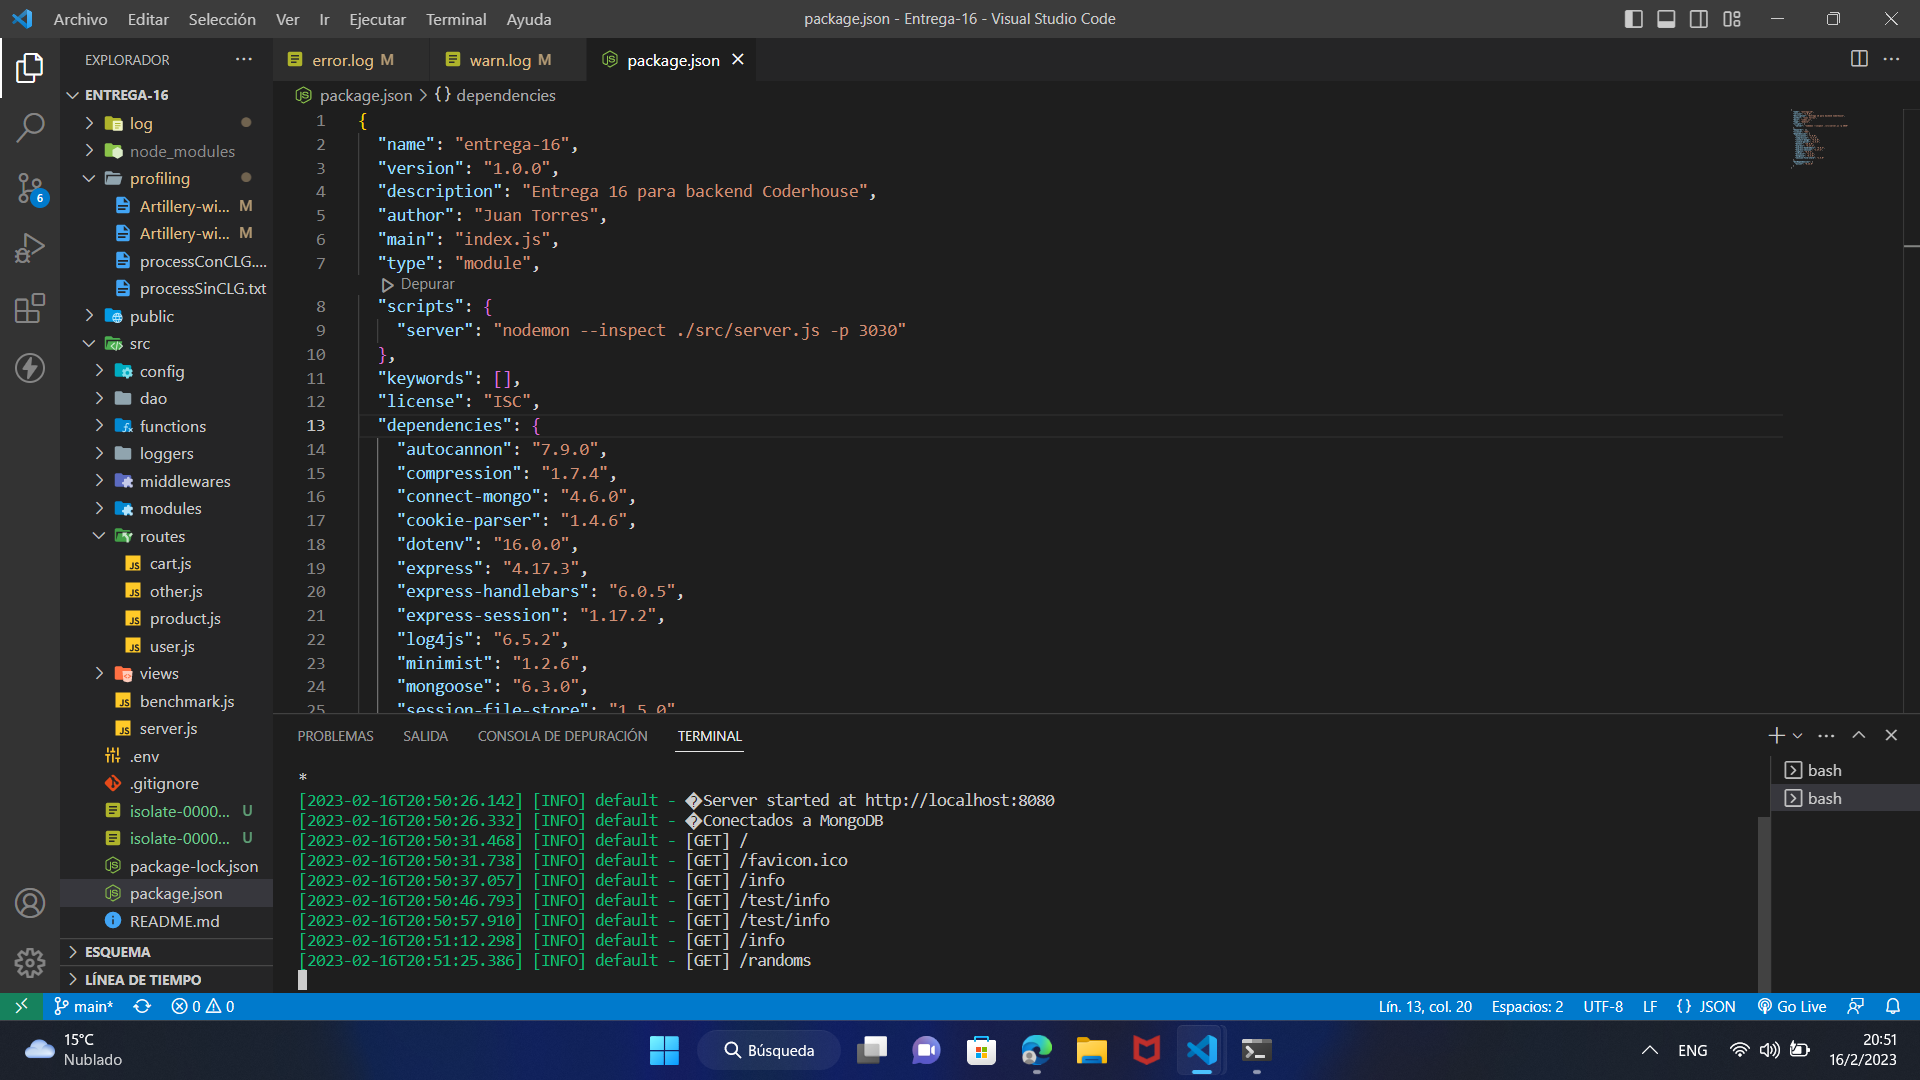 Archivo Editar Selección Ver Ir Ejecutar Terminal Ayuda
package.json - Entrega-16 - Visual Studio Code
EXPLORADOR
ENTREGA-16
log
node_modules
profiling
Artillery-wi... M
Artillery-wi... M
processConCLG....
processSinCLG.txt
public
src
config
dao
functions
loggers
middlewares
modules
routes
cart.js
other.js
product.js
user.js
views
benchmark.js
server.js
.env
.gitignore
isolate-0000... U
isolate-0000... U
package-lock.json
package.json
README.md
ESQUEMA
LÍNEA DE TIEMPO
6
error.log M
warn.log M
package.json
package.json > {} dependencies
1 {
2 "name": "entrega-16",
3 "version": "1.0.0",
4 "description": "Entrega 16 para backend Coderhouse",
5 "author": "Juan Torres",
6 "main": "index.js",
7 "type": "module",
Depurar
8 "scripts": {
9 "server": "nodemon --inspect ./src/server.js -p 3030"
10 },
11 "keywords": [],
12 "license": "ISC",
13 "dependencies": {
14 "autocannon": "7.9.0",
15 "compression": "1.7.4",
16 "connect-mongo": "4.6.0",
17 "cookie-parser": "1.4.6",
18 "dotenv": "16.0.0",
19 "express": "4.17.3",
20 "express-handlebars": "6.0.5",
21 "express-session": "1.17.2",
22 "log4js": "6.5.2",
23 "minimist": "1.2.6",
24 "mongoose": "6.3.0",
25 "session-file-store": "1.5.0"
PROBLEMAS SALIDA CONSOLA DE DEPURACIÓN TERMINAL
*
[2023-02-16T20:50:26.142] [INFO] default - �Server started at http://localhost:8080
[2023-02-16T20:50:26.332] [INFO] default - �Conectados a MongoDB
[2023-02-16T20:50:31.468] [INFO] default - [GET] /
[2023-02-16T20:50:31.738] [INFO] default - [GET] /favicon.ico
[2023-02-16T20:50:37.057] [INFO] default - [GET] /info
[2023-02-16T20:50:46.793] [INFO] default - [GET] /test/info
[2023-02-16T20:50:57.910] [INFO] default - [GET] /test/info
[2023-02-16T20:51:12.298] [INFO] default - [GET] /info
[2023-02-16T20:51:25.386] [INFO] default - [GET] /randoms
bash
bash
main* 0 0
Lín. 13, col. 20 Espacios: 2 UTF-8 LF {} JSON Go Live
15°C
Nublado
Búsqueda
ENG
20:51
16/2/2023